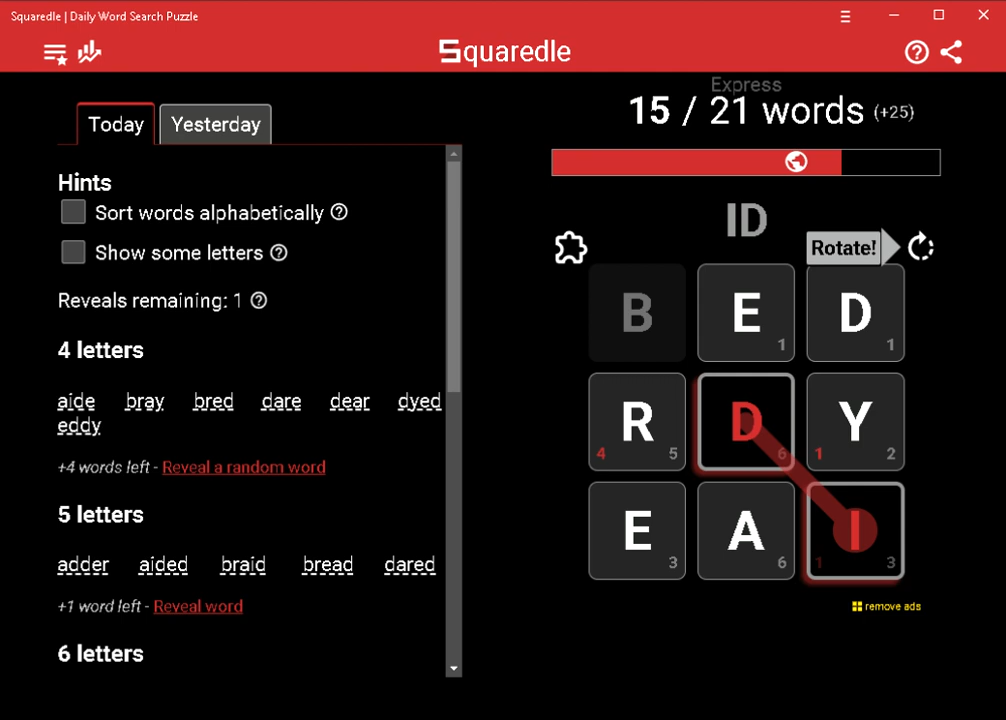 Squaredle | Daily Word Search Puzzle
Squaredle
Today
Yesterday
Hints
Sort words alphabetically
Show some letters
Reveals remaining: 1
4 letters
aide bray bred dare dear dyed
eddy
+4 words left - Reveal a random word
5 letters
adder aided braid bread dared
+1 word left - Reveal word
6 letters
Express
15 / 21 words (+25)
ID
Rotate!
B E 1 D 1
R 4 5 D 6 Y 1 2
E 3 A 6 I 1 3
remove ads